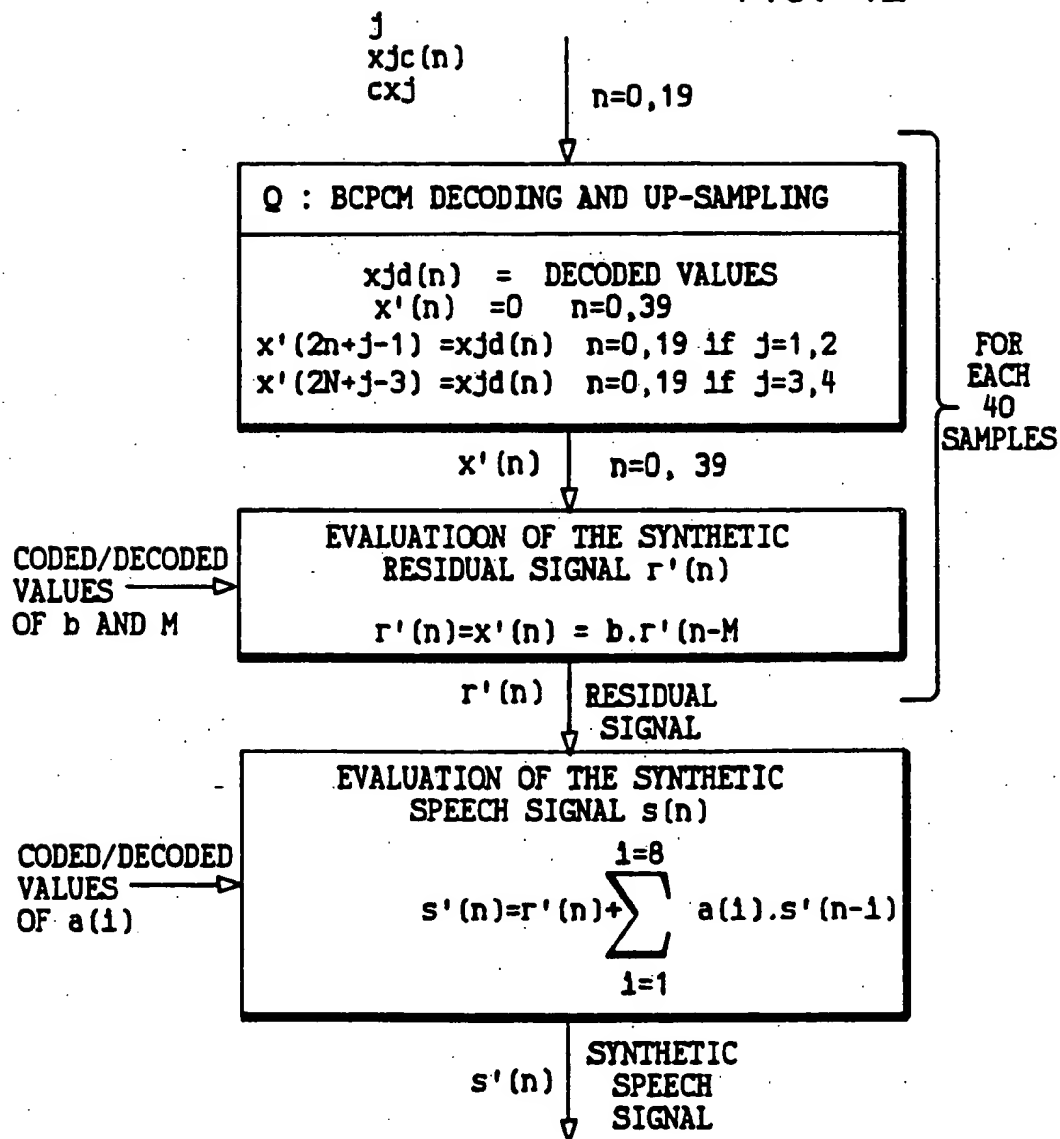 j
xjc(n)
cxj
n=0,19
Q : BCPCM DECODING AND UP-SAMPLING
xjd(n) = DECODED VALUES
x'(n) =0 n=0,39
x'(2n+j-1) =xjd(n) n=0,19 if j=1,2
x'(2N+j-3) =xjd(n) n=0,19 if j=3,4
FOR
EACH
40
SAMPLES
x'(n) n=0, 39
CODED/DECODED
VALUES
OF b AND M
EVALUATIOON OF THE SYNTHETIC
RESIDUAL SIGNAL r'(n)
r'(n)=x'(n) = b.r'(n-M
r'(n) RESIDUAL
SIGNAL
CODED/DECODED
VALUES
OF a(i)
EVALUATION OF THE SYNTHETIC
SPEECH SIGNAL s(n)
i=8
s'(n)=r'(n)+∑ a(i).s'(n-i)
i=1
s'(n) SYNTHETIC
SPEECH
SIGNAL